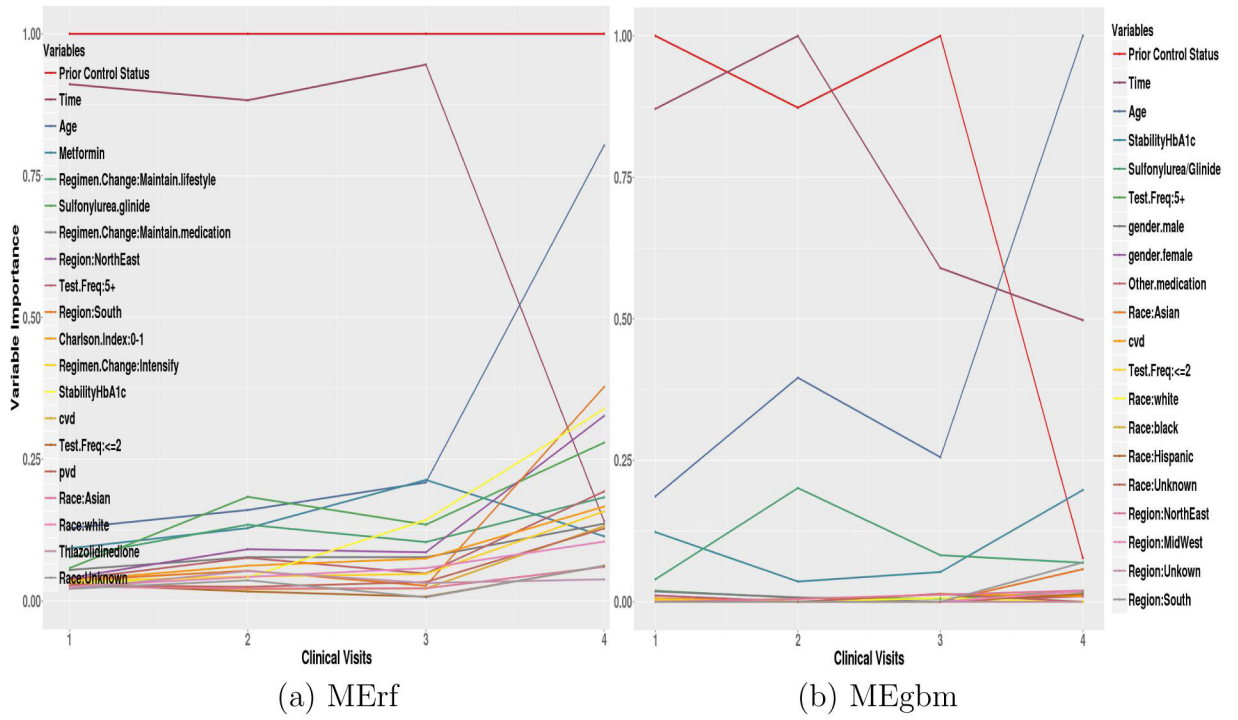 1.00
Variables
Prior Control Status
Time
Age
Metformin
0.75
Regimen.Change:Maintain.lifestyle
Sulfonylurea.glinide
Regimen.Change:Maintain.medication
Region:NorthEast
Test.Freq:5+
Region:South
0.50
Charlson.Index:0-1
Regimen.Change:Intensify
StabilityHbA1c
cvd
Test.Freq:<=2
0.25
pvd
Race:Asian
Race:white
Thiazolidinedione
Race:Unknown
0.00
Variable Importance
1 2 3 4
Clinical Visits
(a) MErf
1.00
0.75
0.50
0.25
0.00
1 2 3 4
Clinical Visits
Variables
Prior Control Status
Time
Age
StabilityHbA1c
Sulfonylurea/Glinide
Test.Freq:5+
gender.male
gender.female
Other.medication
Race:Asian
cvd
Test.Freq:<=2
Race:white
Race:black
Race:Hispanic
Race:Unknown
Region:NorthEast
Region:MidWest
Region:Unkown
Region:South
(b) MEgbm